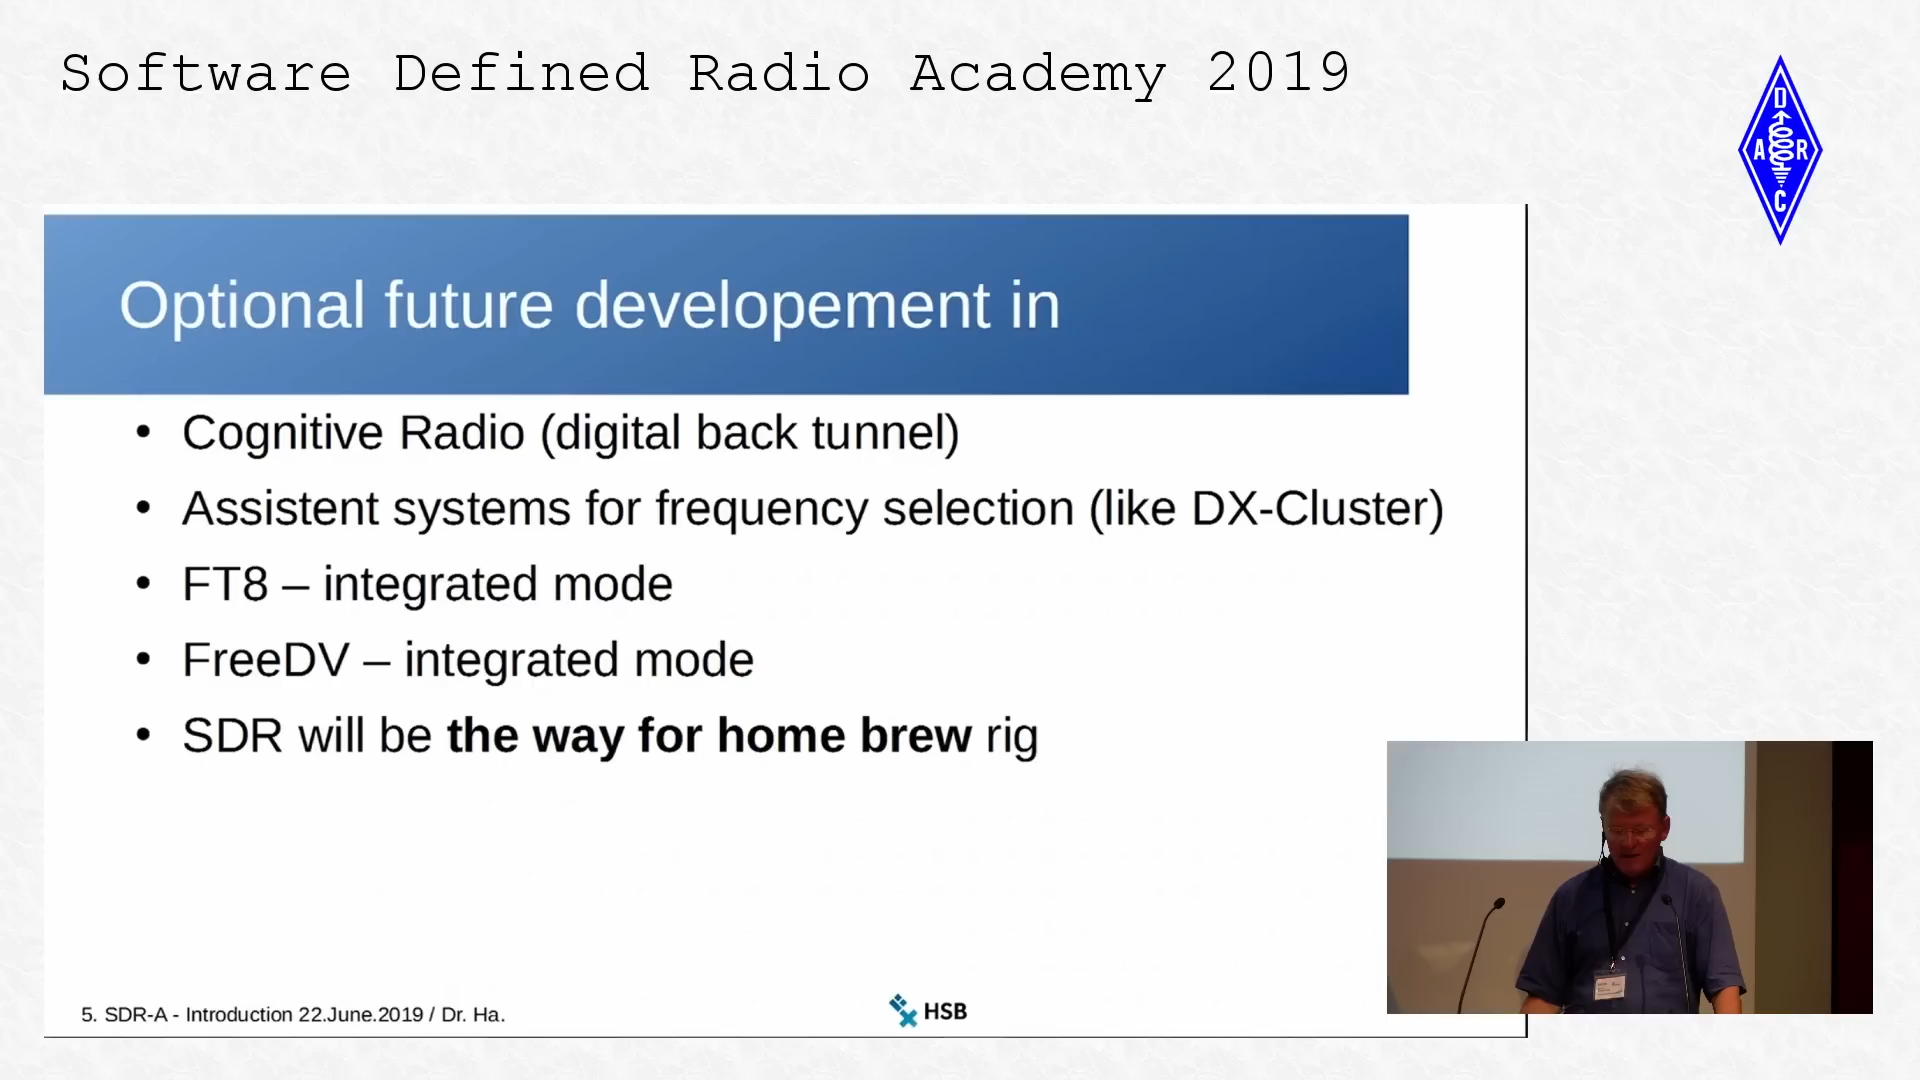 Software Defined Radio Academy 2019
D
A R
C
Optional future developement in
• Cognitive Radio (digital back tunnel)
• Assistent systems for frequency selection (like DX-Cluster)
• FT8 – integrated mode
• FreeDV – integrated mode
• SDR will be the way for home brew rig
5. SDR-A - Introduction 22.June.2019 / Dr. Ha.
HSB